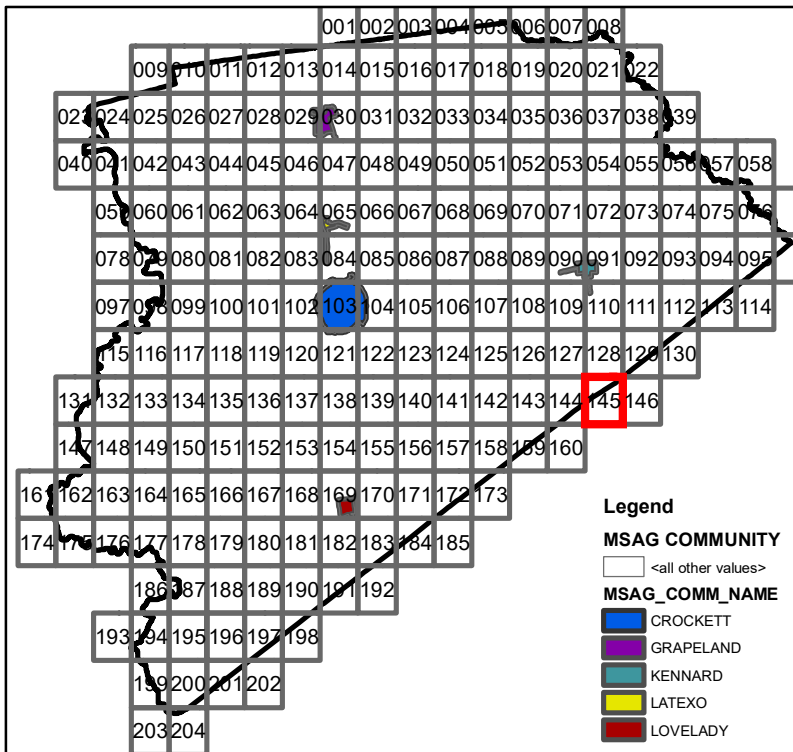 001 002 003 004 005 006 007 008
009 010 011 012 013 014 015 016 017 018 019 020 021 022
023 024 025 026 027 028 029 030 031 032 033 034 035 036 037 038 039
040 041 042 043 044 045 046 047 048 049 050 051 052 053 054 055 056 057 058
059 060 061 062 063 064 065 066 067 068 069 070 071 072 073 074 075 076
078 079 080 081 082 083 084 085 086 087 088 089 090 091 092 093 094 095
097 098 099 100 101 102 103 104 105 106 107 108 109 110 111 112 113 114
115 116 117 118 119 120 121 122 123 124 125 126 127 128 129 130
131 132 133 134 135 136 137 138 139 140 141 142 143 144 145 146
147 148 149 150 151 152 153 154 155 156 157 158 159 160
161 162 163 164 165 166 167 168 169 170 171 172 173
174 175 176 177 178 179 180 181 182 183 184 185
186 187 188 189 190 191 192
193 194 195 196 197 198
199 200 201 202
203 204
Legend
MSAG COMMUNITY
<all other values>
MSAG_COMM_NAME
CROCKETT
GRAPELAND
KENNARD
LATEXO
LOVELADY